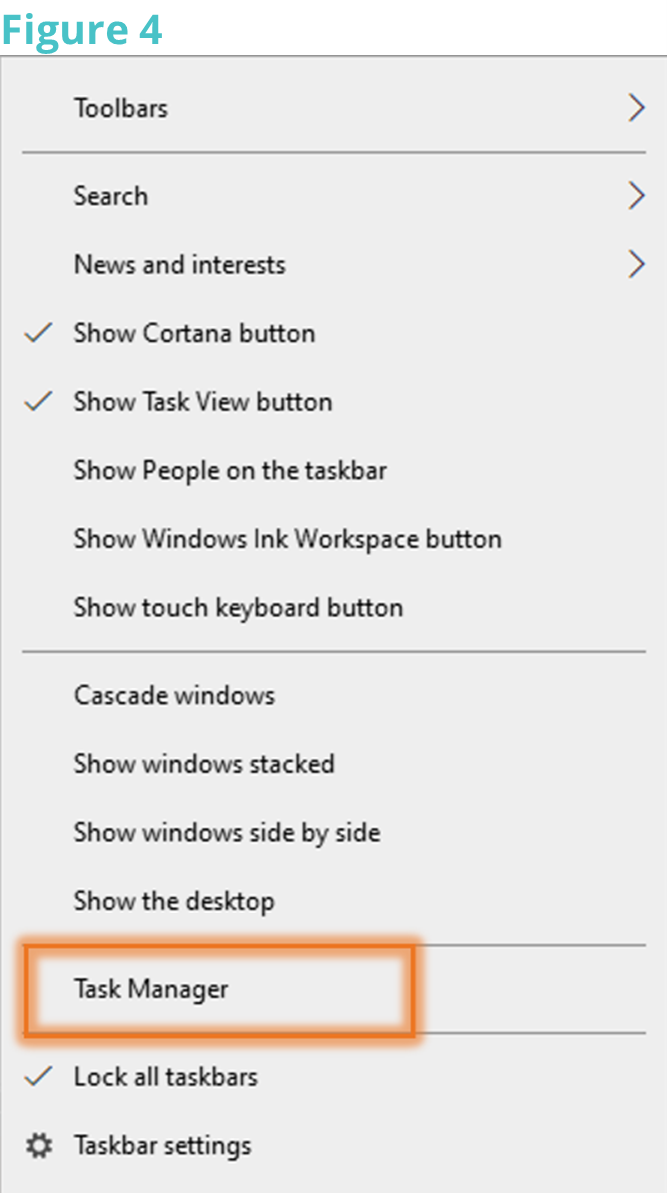 Figure 4
Toolbars
Search
News and interests
Show Cortana button
Show Task View button
Show People on the taskbar
Show Windows Ink Workspace button
Show touch keyboard button
Cascade windows
Show windows stacked
Show windows side by side
Show the desktop
Task Manager
Lock all taskbars
Taskbar settings